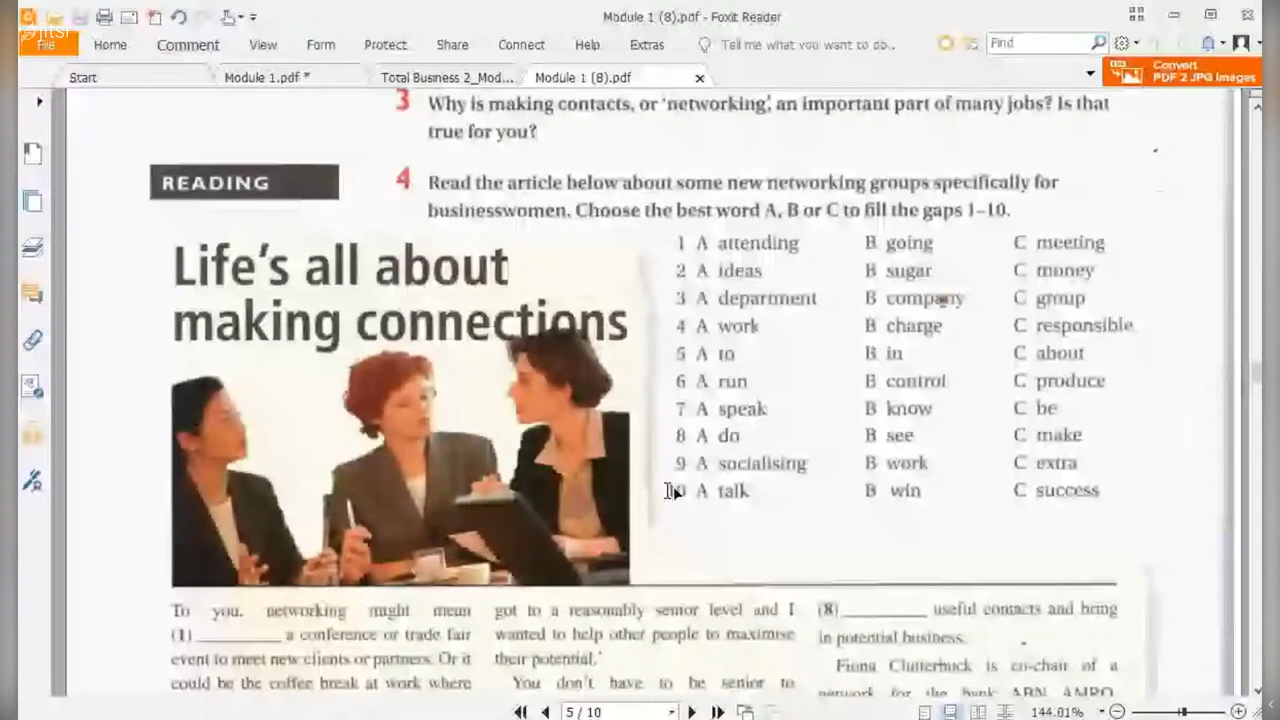 Module 1 (8).pdf - Foxit Reader
Jitsi
File Home Comment View Form Protect Share Connect Help Extras Tell me what you want to do.. Find
Start Module 1.pdf * Total Business 2_Mod... Module 1 (8).pdf Convert
PDF 2 JPG Images
3 Why is making contacts, or 'networking', an important part of many jobs? Is that
true for you?
READING
4 Read the article below about some new networking groups specifically for
businesswomen. Choose the best word A, B or C to fill the gaps 1–10.
Life's all about
making connections
1 A attending B going C meeting
2 A ideas B sugar C money
3 A department B company C group
4 A work B charge C responsible
5 A to B in C about
6 A run B control C produce
7 A speak B know C be
8 A do B see C make
9 A socialising B work C extra
A talk B win C success
To you, networking might mean
(1) ________ a conference or trade fair
event to meet new clients or partners. Or it
could be the coffee break at work where
got to a reasonably senior level and I
wanted to help other people to maximise
their potential.'
You don't have to be senior to
(8) ________ useful contacts and bring
in potential business.
Fiona Clutterbuck is co-chair of a
network for the bank ABN AMRO
5 / 10 144.01%